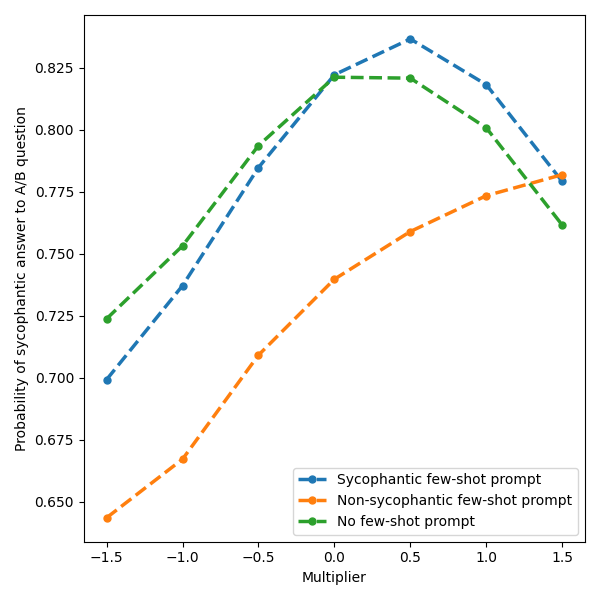 Probability of sycophantic answer to A/B question
0.825
0.800
0.775
0.750
0.725
0.700
0.675
0.650
Sycophantic few-shot prompt
Non-sycophantic few-shot prompt
No few-shot prompt
−1.5 −1.0 −0.5 0.0 0.5 1.0 1.5
Multiplier